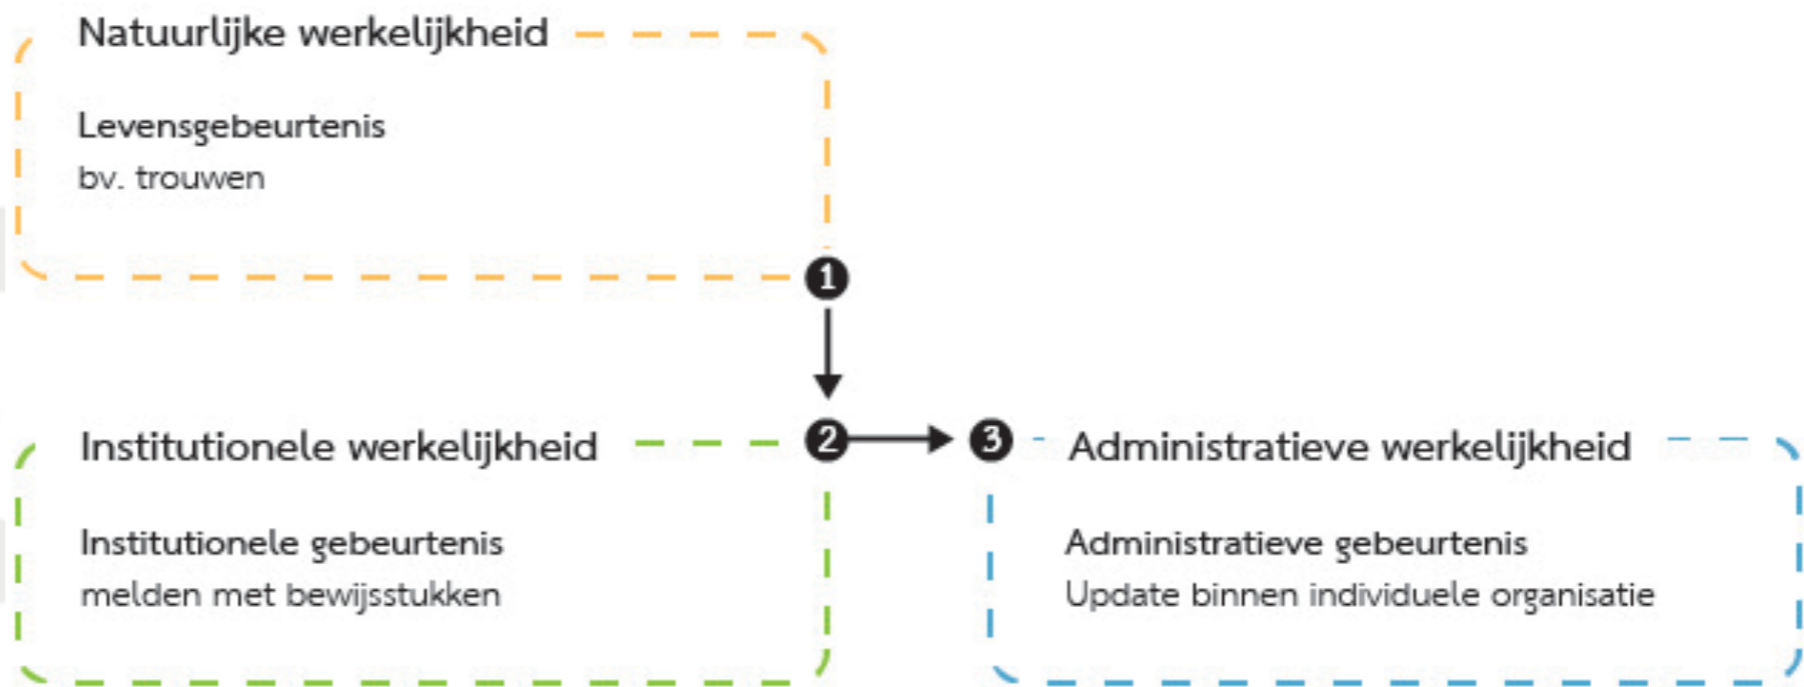 Natuurlijke werkelijkheid
Levensgebeurtenis
bv. trouwen
1
2
3
Institutionele werkelijkheid
Institutionele gebeurtenis
melden met bewijsstukken
Administratieve werkelijkheid
Administratieve gebeurtenis
Update binnen individuele organisatie